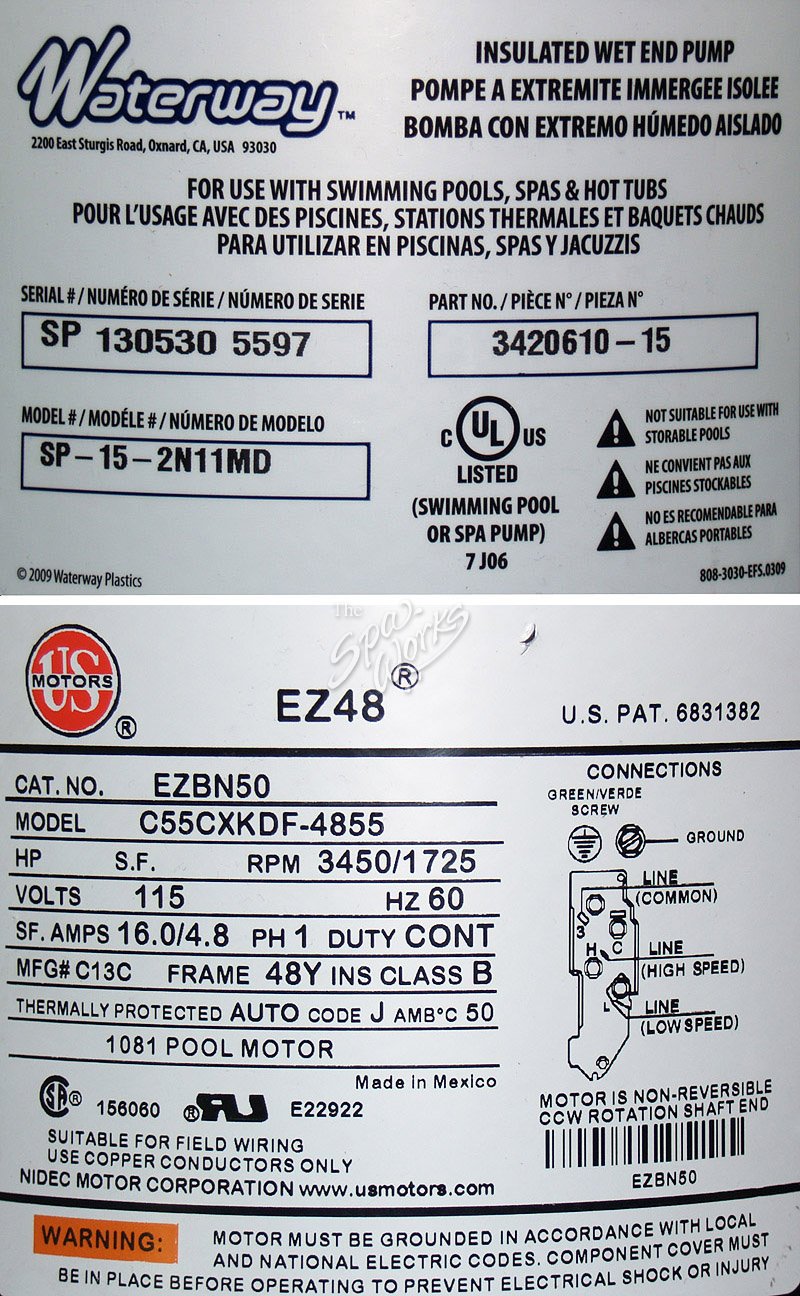 Waterway™
2200 East Sturgis Road, Oxnard, CA, USA 93030
INSULATED WET END PUMP
POMPE A EXTREMITE IMMERGEE ISOLEE
BOMBA CON EXTREMO HÚMEDO AISLADO
FOR USE WITH SWIMMING POOLS, SPAS & HOT TUBS
POUR L'USAGE AVEC DES PISCINES, STATIONS THERMALES ET BAQUETS CHAUDS
PARA UTILIZAR EN PISCINAS, SPAS Y JACUZZIS
SERIAL # / NUMÉRO DE SÉRIE / NÚMERO DE SERIE
SP 130530 5597
PART NO. / PIÈCE N° / PIEZA N°
3420610-15
MODEL # / MODÉLE # / NÚMERO DE MODELO
SP-15-2N11MD
C UL US
LISTED
(SWIMMING POOL
OR SPA PUMP)
7 J06
NOT SUITABLE FOR USE WITH
STORABLE POOLS
NE CONVIENT PAS AUX
PISCINES STOCKABLES
NO ES RECOMENDABLE PARA
ALBERCAS PORTABLES
© 2009 Waterway Plastics
808-3030-EFS.0309
The
Spa
Works
US
MOTORS
®
EZ48®
U.S. PAT. 6831382
CAT. NO. EZBN50
MODEL C55CXKDF-4855
HP S.F. RPM 3450/1725
VOLTS 115 HZ 60
SF. AMPS 16.0/4.8 PH 1 DUTY CONT
MFG# C13C FRAME 48Y INS CLASS B
THERMALLY PROTECTED AUTO CODE J AMB°C 50
1081 POOL MOTOR
Made in Mexico
SA® 156060 ®RU E22922
SUITABLE FOR FIELD WIRING
USE COPPER CONDUCTORS ONLY
NIDEC MOTOR CORPORATION www.usmotors.com
CONNECTIONS
GREEN/VERDE
SCREW
GROUND
LINE
(COMMON)
3
C
H
LINE
(HIGH SPEED)
L
LINE
(LOW SPEED)
MOTOR IS NON-REVERSIBLE
CCW ROTATION SHAFT END
EZBN50
WARNING:
MOTOR MUST BE GROUNDED IN ACCORDANCE WITH LOCAL
AND NATIONAL ELECTRIC CODES. COMPONENT COVER MUST
BE IN PLACE BEFORE OPERATING TO PREVENT ELECTRICAL SHOCK OR INJURY